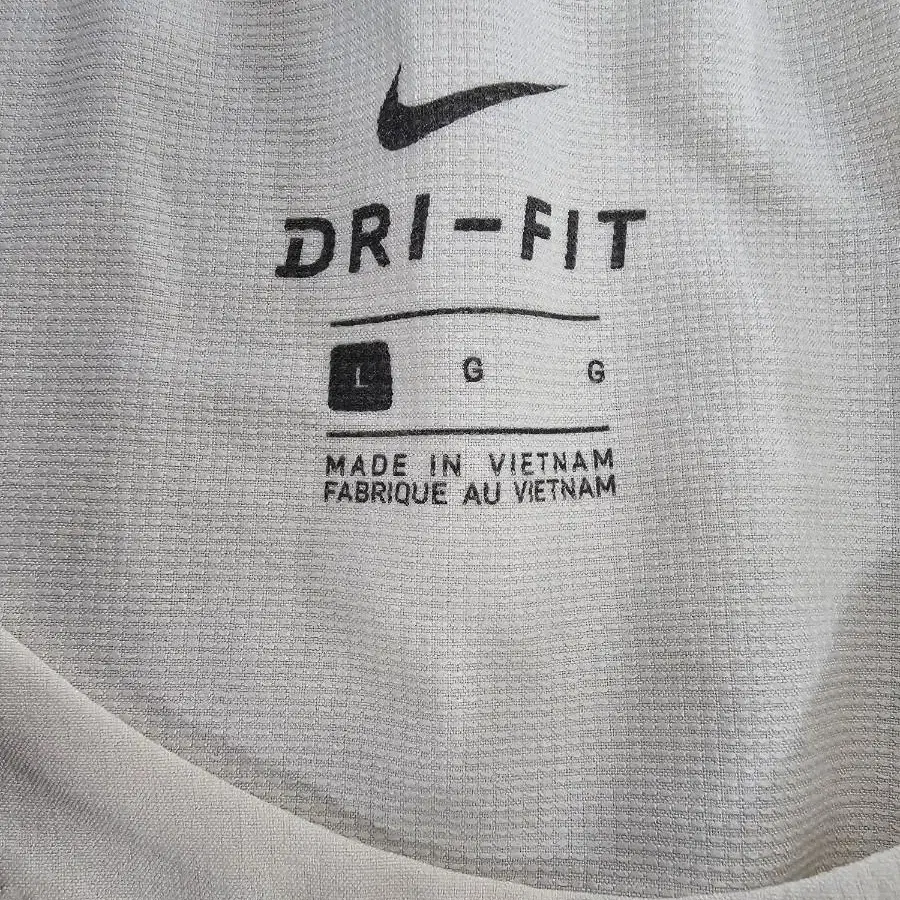 DRI-FIT
L G G
MADE IN VIETNAM
FABRIQUE AU VIETNAM